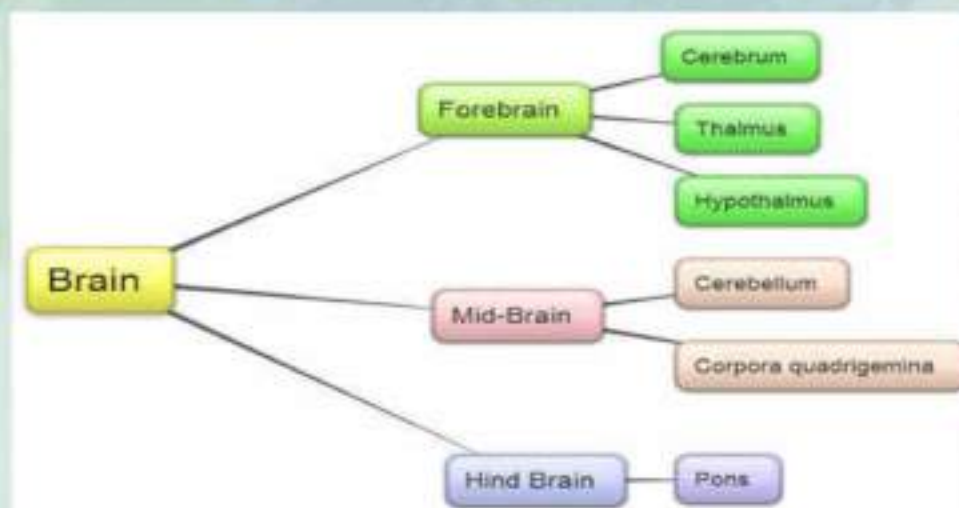 Cerebrum
Forebrain
Thalmus
Hypothalmus
Brain
Cerebellum
Mid-Brain
Corpora quadrigemina
Hind Brain
Pons